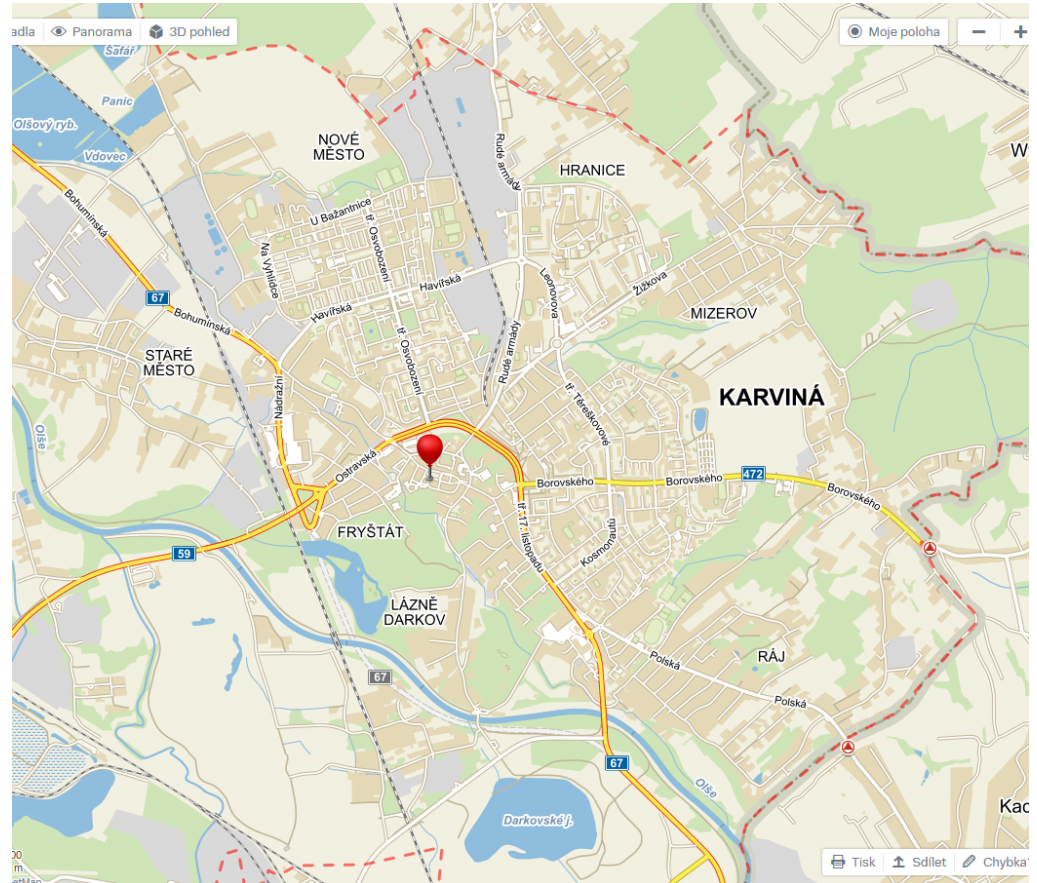 adla
Panorama
3D pohled
Moje poloha
Šafář
Panic
Olšový ryb.
Vdovec
NOVÉ
MĚSTO
Rudé armády
HRANICE
Bohumínská
U Bažantnice
tř. Osvobození
Na Vyhlídce
Havířská
Leonovova
Žižkova
67
Bohumínská
Havířská
MIZEROV
STARÉ
MĚSTO
tř. Osvobození
Rudé armády
Nádražní
tř. Těreškovové
KARVINÁ
Olše
Ostravská
Borovského
Borovského
472
Borovského
FRYŠTÁT
tř. 17. listopadu
Kosmonautů
59
LÁZNĚ
DARKOV
Polská
RÁJ
67
Polská
67
Olše
Darkovské j.
Kac
00
m
Tisk
Sdílet
Chybka